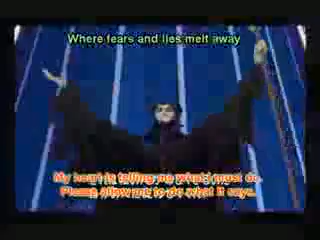 Where fears and lies melt away
My heart is telling me what I must do.
Please allow me to do what it says.